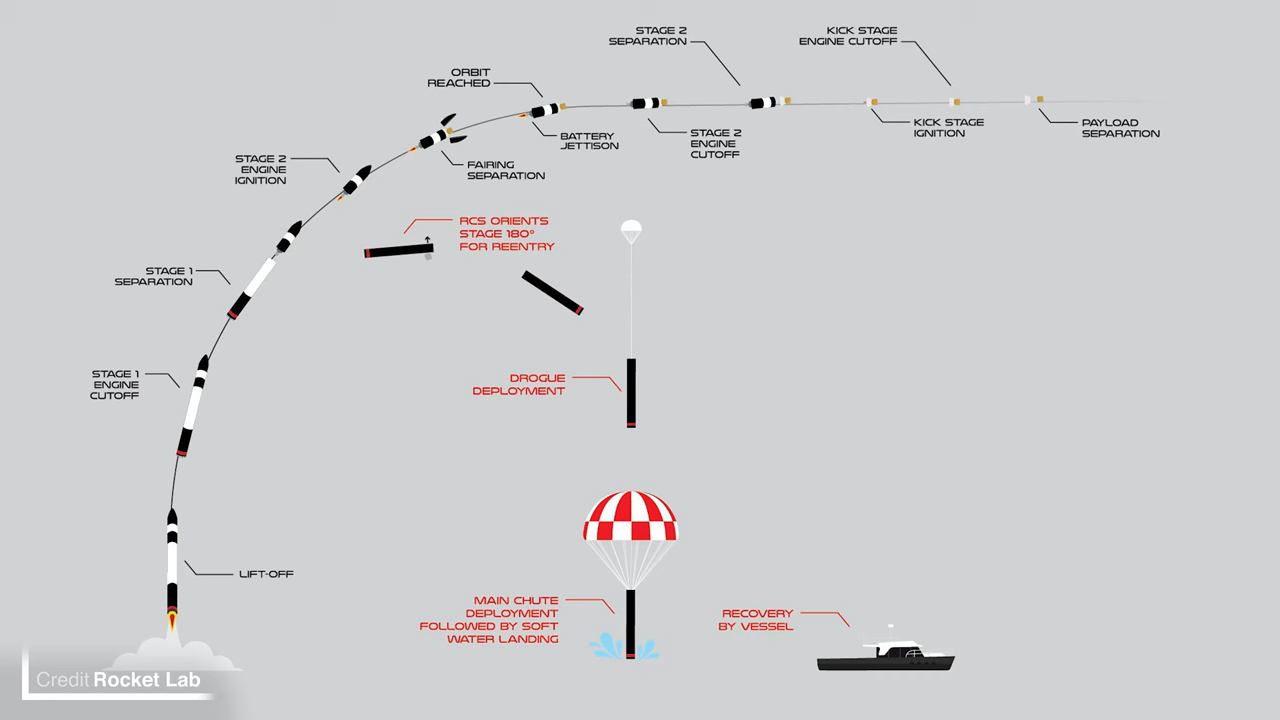 STAGE 2
SEPARATION
KICK STAGE
ENGINE CUTOFF
ORBIT
REACHED
BATTERY
JETTISON
STAGE 2
ENGINE
CUTOFF
KICK STAGE
IGNITION
PAYLOAD
SEPARATION
STAGE 2
ENGINE
IGNITION
FAIRING
SEPARATION
RCS ORIENTS
STAGE 180°
FOR REENTRY
STAGE 1
SEPARATION
STAGE 1
ENGINE
CUTOFF
DROGUE
DEPLOYMENT
LIFT-OFF
MAIN CHUTE
DEPLOYMENT
FOLLOWED BY SOFT
WATER LANDING
RECOVERY
BY VESSEL
Credit Rocket Lab